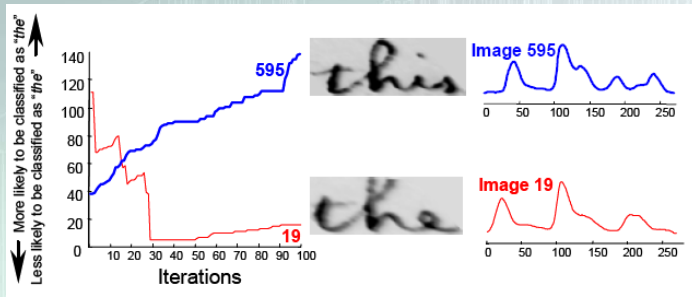 More likely to be classified as "the"
Less likely to be classified as "the"
140
120
100
80
60
40
20
0
595
19
10 20 30 40 50 60 70 80 90 100
Iterations
this
the
Image 595
0 50 100 150 200 250
Image 19
0 50 100 150 200 250